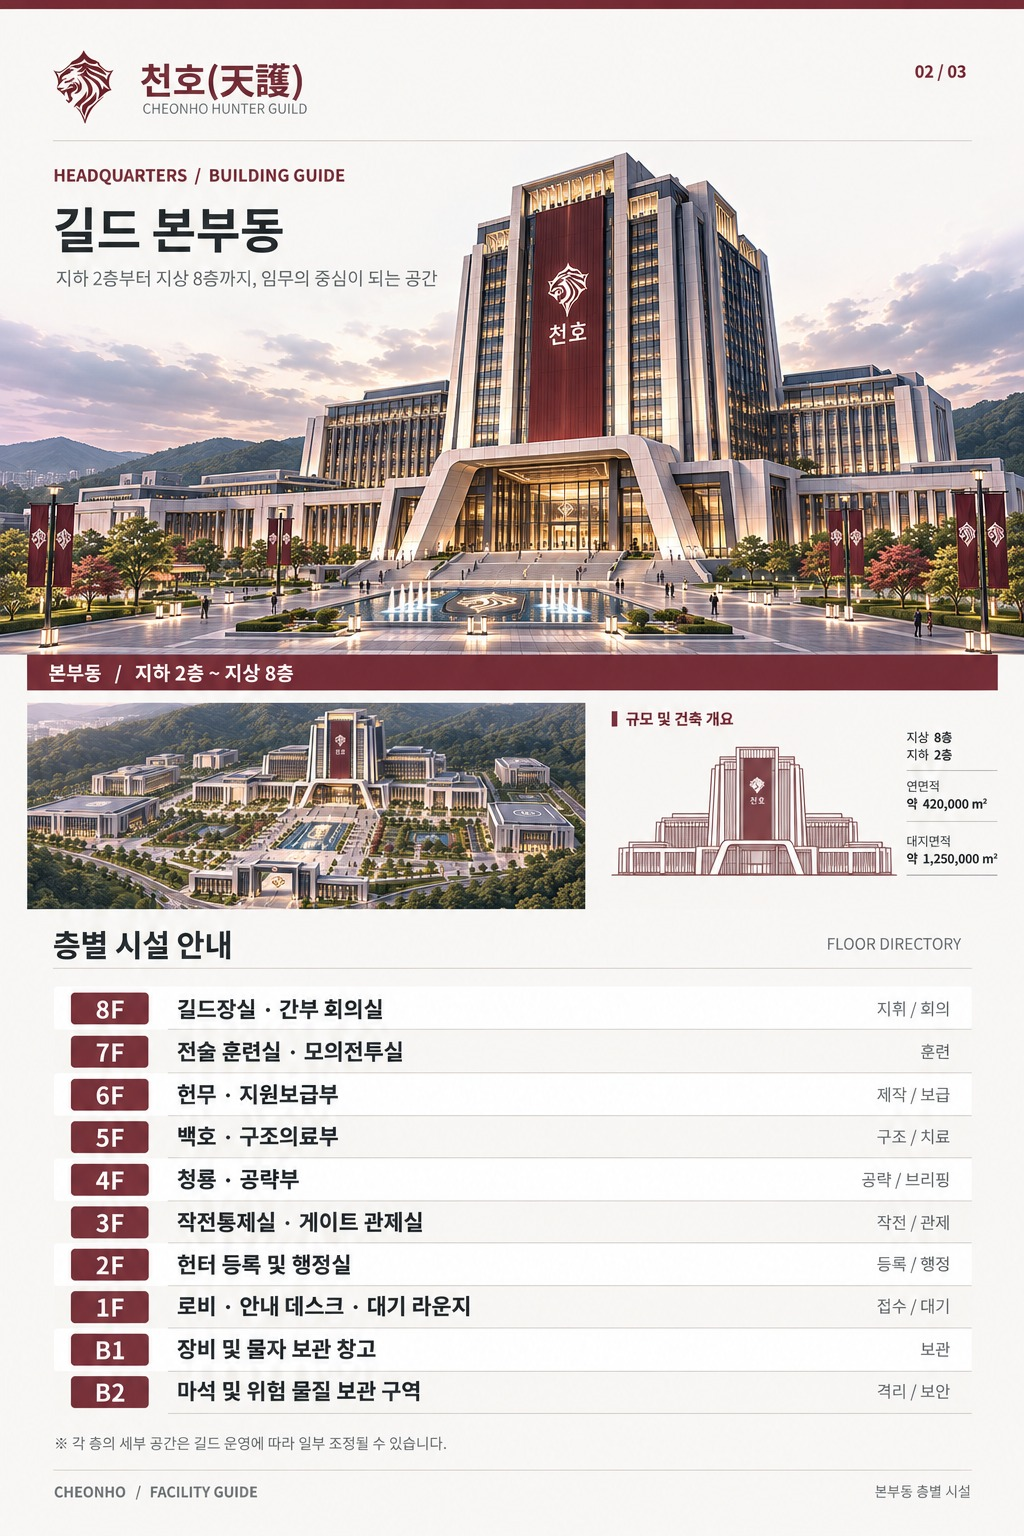 천호(天護)
CHEONHO HUNTER GUILD
02 / 03
HEADQUARTERS / BUILDING GUIDE
길드 본부동
지하 2층부터 지상 8층까지, 임무의 중심이 되는 공간
천호
본부동 / 지하 2층 ~ 지상 8층
천호
규모 및 건축 개요
천호
지상 8층
지하 2층
연면적
약 420,000 m²
대지면적
약 1,250,000 m²
층별 시설 안내
FLOOR DIRECTORY
8F 길드장실 · 간부 회의실 지휘 / 회의
7F 전술 훈련실 · 모의전투실 훈련
6F 헌무 · 지원보급부 제작 / 보급
5F 백호 · 구조의료부 구조 / 치료
4F 청룡 · 공략부 공략 / 브리핑
3F 작전통제실 · 게이트 관제실 작전 / 관제
2F 헌터 등록 및 행정실 등록 / 행정
1F 로비 · 안내 데스크 · 대기 라운지 접수 / 대기
B1 장비 및 물자 보관 창고 보관
B2 마석 및 위험 물질 보관 구역 격리 / 보안
※ 각 층의 세부 공간은 길드 운영에 따라 일부 조정될 수 있습니다.
CHEONHO / FACILITY GUIDE
본부동 층별 시설